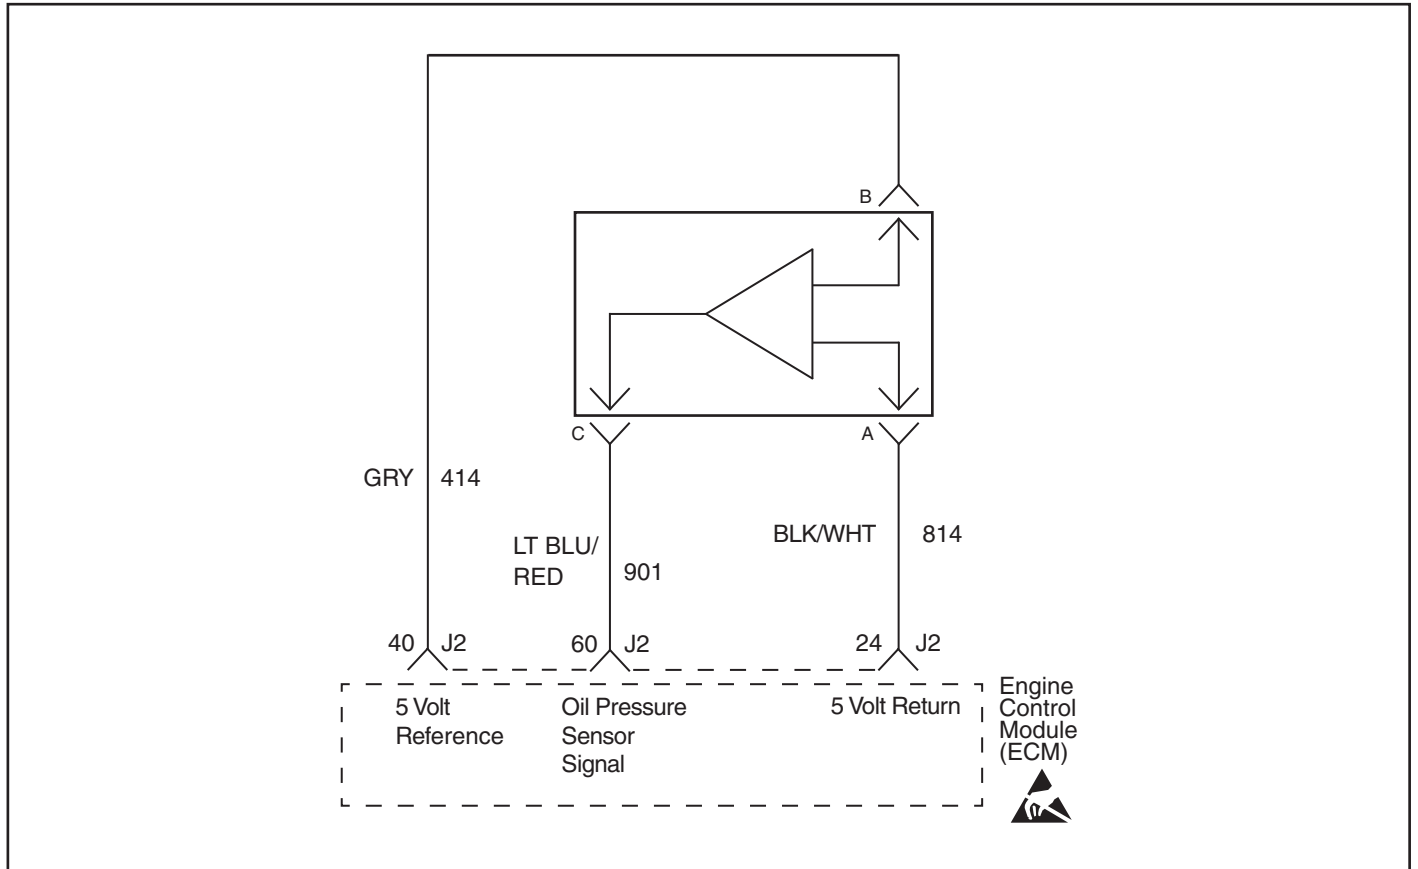 B
C
A
GRY
414
LT BLU/
RED
901
BLK/WHT
814
40
J2
60
J2
24
J2
5 Volt
Reference
Oil Pressure
Sensor
Signal
5 Volt Return
Engine
Control
Module
(ECM)